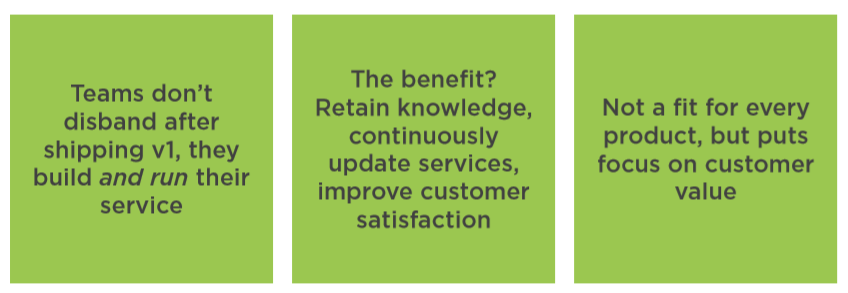 Teams don’t
disband after
shipping v1, they
build and run their
service
The benefit?
Retain knowledge,
continuously
update services,
improve customer
satisfaction
Not a fit for every
product, but puts
focus on customer
value